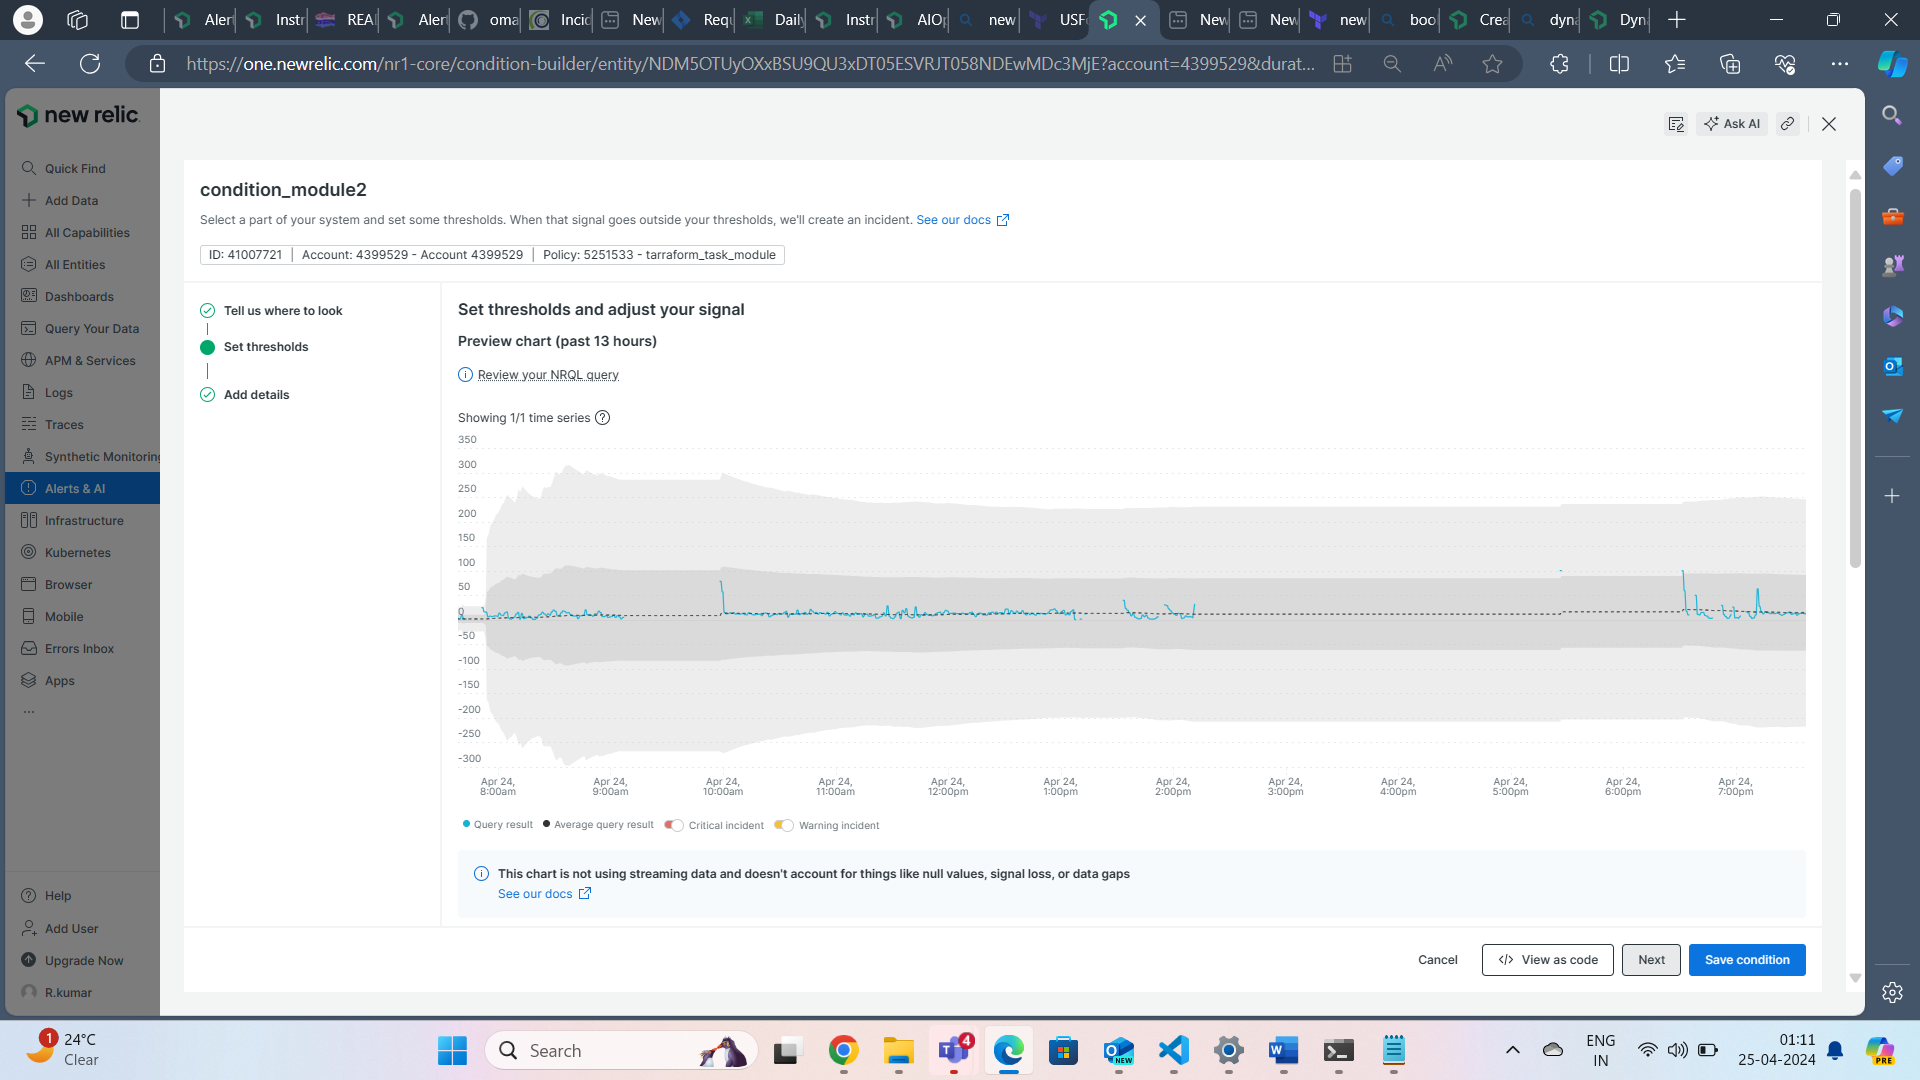 Aler
Instr
REAl
Aler
oma
Incid
New
Requ
Daily
Instr
AIOp
new
USF
New
New
new
boo
Crea
dyna
Dyn
https://one.newrelic.com/nr1-core/condition-builder/entity/NDM5OTUyOXxBSU9QU3xDT05ESVRJT058NDEwMDc3MjE?account=4399529&durat...
new relic
Ask AI
Quick Find
Add Data
All Capabilities
All Entities
Dashboards
Query Your Data
APM & Services
Logs
Traces
Synthetic Monitoring
Alerts & AI
Infrastructure
Kubernetes
Browser
Mobile
Errors Inbox
Apps
...
Help
Add User
Upgrade Now
R.kumar
condition_module2
Select a part of your system and set some thresholds. When that signal goes outside your thresholds, we'll create an incident. See our docs
ID: 41007721 | Account: 4399529 - Account 4399529 | Policy: 5251533 - tarraform_task_module
Tell us where to look
Set thresholds
Add details
Set thresholds and adjust your signal
Preview chart (past 13 hours)
Review your NRQL query
Showing 1/1 time series
350
300
250
200
150
100
50
0
-50
-100
-150
-200
-250
-300
Apr 24, 8:00am
Apr 24, 9:00am
Apr 24, 10:00am
Apr 24, 11:00am
Apr 24, 12:00pm
Apr 24, 1:00pm
Apr 24, 2:00pm
Apr 24, 3:00pm
Apr 24, 4:00pm
Apr 24, 5:00pm
Apr 24, 6:00pm
Apr 24, 7:00pm
Query result Average query result Critical incident Warning incident
This chart is not using streaming data and doesn't account for things like null values, signal loss, or data gaps
See our docs
Cancel
View as code
Next
Save condition
1
24°C
Clear
Search
4
NEW
ENG
IN
01:11
25-04-2024
PRE